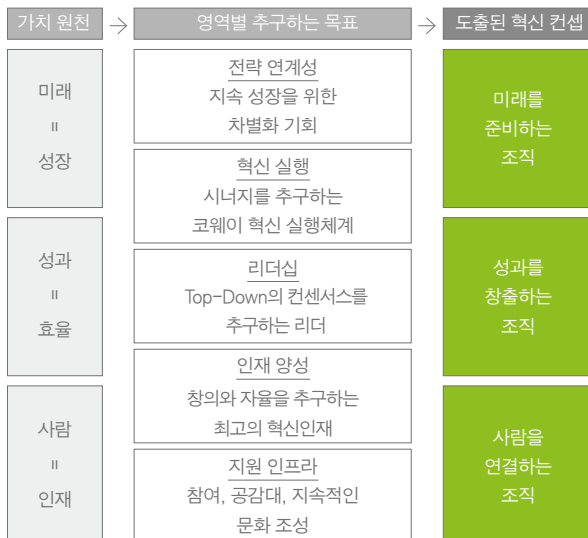 가치 원천 → 영역별 추구하는 목표 → 도출된 혁신 컨셉
미래
=
성장
성과
=
효율
사람
=
인재
전략 연계성
지속 성장을 위한
차별화 기회
혁신 실행
시너지를 추구하는
코웨이 혁신 실행체계
리더십
Top-Down의 컨센서스를
추구하는 리더
인재 양성
창의와 자율을 추구하는
최고의 혁신인재
지원 인프라
참여, 공감대, 지속적인
문화 조성
미래를
준비하는
조직
성과를
창출하는
조직
사람을
연결하는
조직